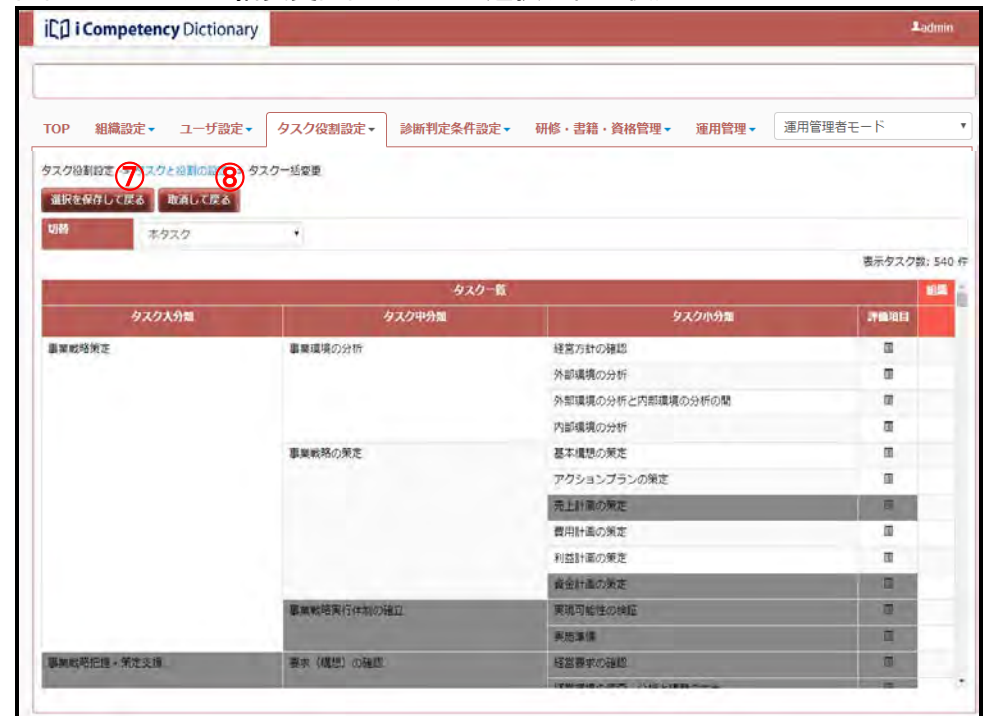 i Competency Dictionary
admin
TOP 組織設定 ユーザ設定 タスク役割設定 診断判定条件設定 研修・書籍・資格管理 運用管理 運用管理者モード
タスク役割設定 タスクと役割の設定 タスク一括変更
⑦ ⑧
選択を保存して戻る 取消して戻る
切替 本タスク
表示タスク数: 540 件
タスク一覧 組織
タスク大分類 タスク中分類 タスク小分類 評価項目
事業戦略策定 事業環境の分析 経営方針の確認
外部環境の分析
外部環境の分析と内部環境の分析の間
内部環境の分析
事業戦略の策定 基本構想の策定
アクションプランの策定
売上計画の策定
費用計画の策定
利益計画の策定
資金計画の策定
事業戦略実行体制の確立 実現可能性の検証
実施準備
事業戦略把握・策定支援 要求（構想）の確認 経営要求の確認